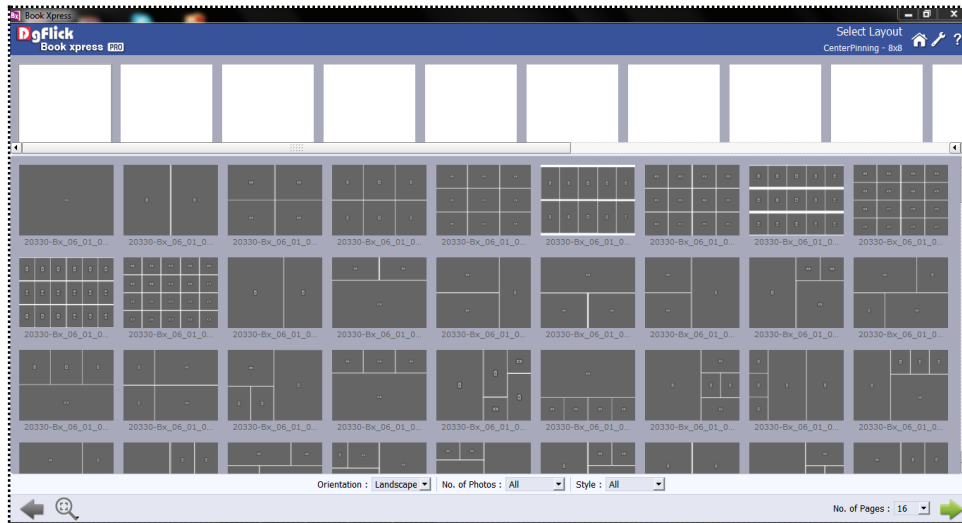 Book Xpress
DgFlick
Book xpress PRO
Select Layout
CenterPinning - 8x8
?
20330-Bx_06_01_0... 20330-Bx_06_01_0... 20330-Bx_06_01_0... 20330-Bx_06_01_0... 20330-Bx_06_01_0... 20330-Bx_06_01_0... 20330-Bx_06_01_0... 20330-Bx_06_01_0... 20330-Bx_06_01_0...
20330-Bx_06_01_0... 20330-Bx_06_01_0... 20330-Bx_06_01_0... 20330-Bx_06_01_0... 20330-Bx_06_01_0... 20330-Bx_06_01_0... 20330-Bx_06_01_0... 20330-Bx_06_01_0... 20330-Bx_06_01_0...
20330-Bx_06_01_0... 20330-Bx_06_01_0... 20330-Bx_06_01_0... 20330-Bx_06_01_0... 20330-Bx_06_01_0... 20330-Bx_06_01_0... 20330-Bx_06_01_0... 20330-Bx_06_01_0... 20330-Bx_06_01_0...
Orientation : Landscape No. of Photos : All Style : All
No. of Pages : 16